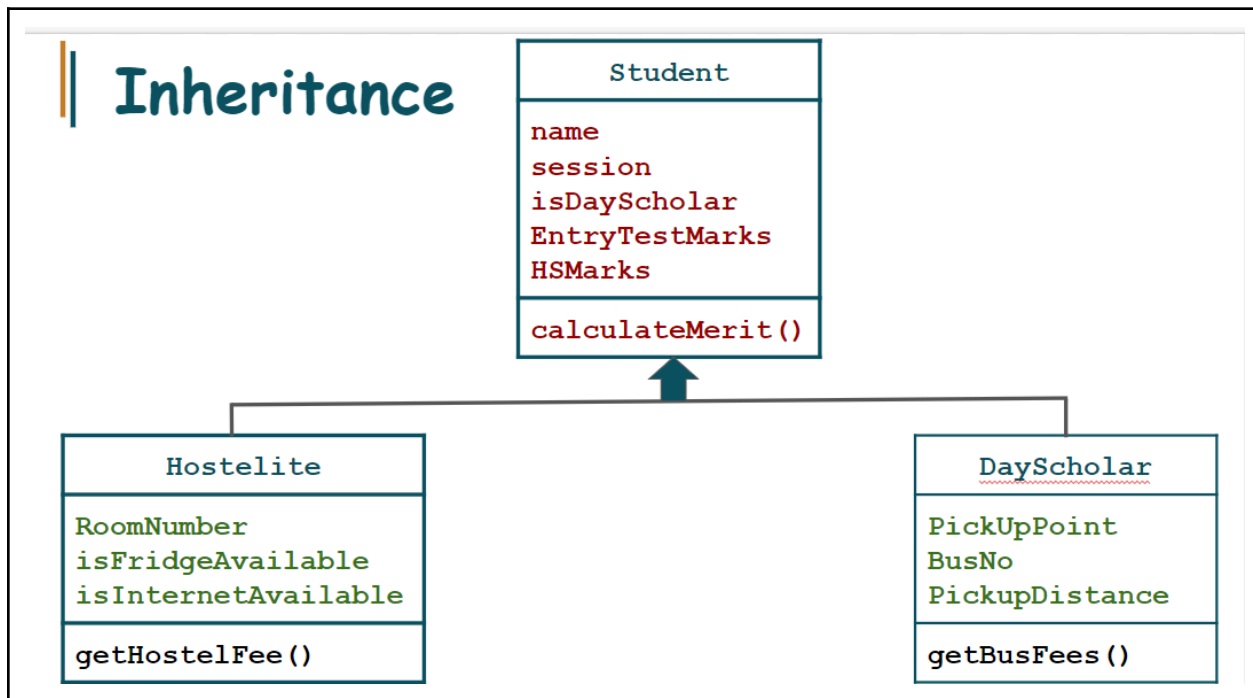 Inheritance
Student
name
session
isDayScholar
EntryTestMarks
HSMarks
calculateMerit()
Hostelite
RoomNumber
isFridgeAvailable
isInternetAvailable
getHostelFee()
DayScholar
PickUpPoint
BusNo
PickupDistance
getBusFees()